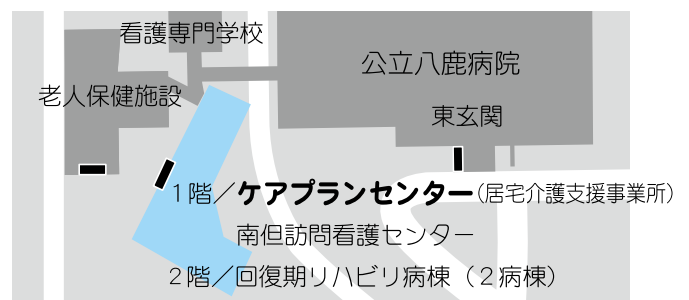 看護専門学校
公立八鹿病院
老人保健施設
東玄関
1階／ケアプランセンター（居宅介護支援事業所）
南但訪問看護センター
２階／回復期リハビリ病棟（２病棟）